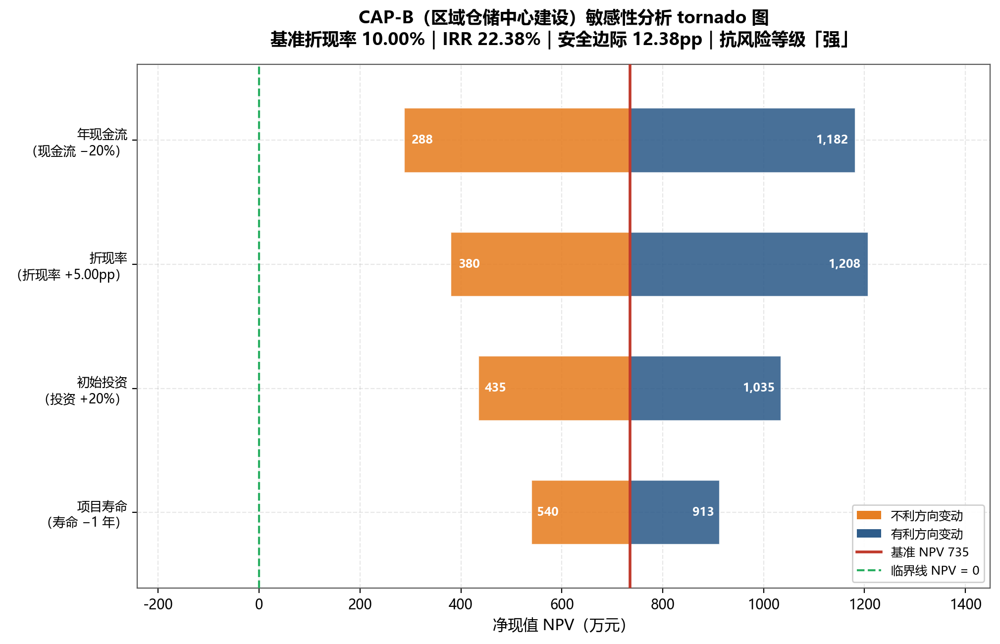 CAP-B（区域仓储中心建设）敏感性分析 tornado 图
基准折现率 10.00% | IRR 22.38% | 安全边际 12.38pp | 抗风险等级「强」
年现金流
（现金流 −20%）
288
1,182
折现率
（折现率 +5.00pp）
380
1,208
初始投资
（投资 +20%）
435
1,035
项目寿命
（寿命 −1 年）
540
913
不利方向变动
有利方向变动
基准 NPV 735
临界线 NPV = 0
-200
0
200
400
600
800
1000
1200
1400
净现值 NPV（万元）